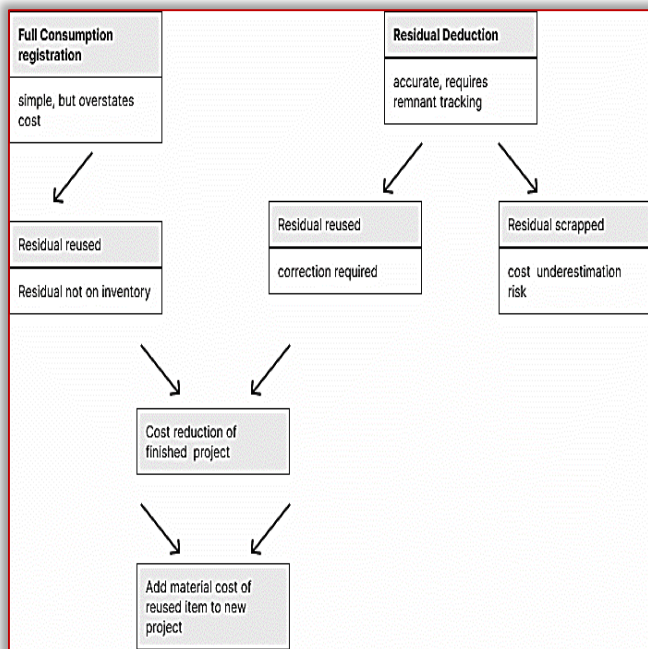 Full Consumption
registration
simple, but overstates
cost
Residual Deduction
accurate, requires
remnant tracking
Residual reused
Residual not on inventory
Residual reused
correction required
Residual scrapped
cost underestimation
risk
Cost reduction of
finished project
Add material cost of
reused item to new
project